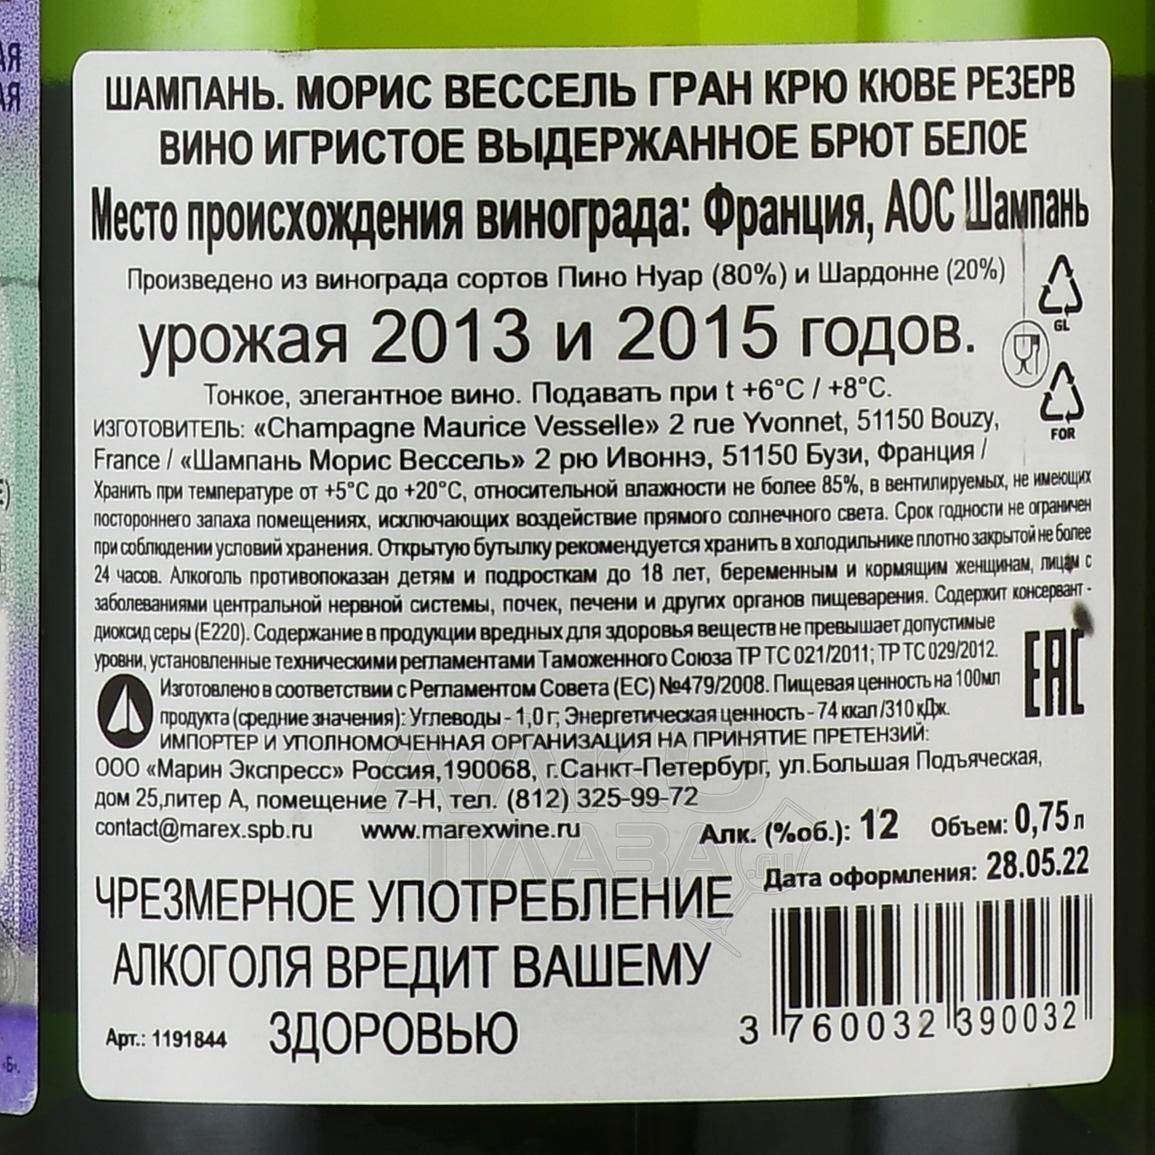 ШАМПАНЬ. МОРИС ВЕССЕЛЬ ГРАН КРЮ КЮВЕ РЕЗЕРВ
ВИНО ИГРИСТОЕ ВЫДЕРЖАННОЕ БРЮТ БЕЛОЕ
Место происхождения винограда: Франция, АОС Шампань
Произведено из винограда сортов Пино Нуар (80%) и Шардонне (20%)
урожая 2013 и 2015 годов.
GL
Тонкое, элегантное вино. Подавать при t +6°C / +8°C.
FOR
ИЗГОТОВИТЕЛЬ: «Champagne Maurice Vesselle» 2 rue Yvonnet, 51150 Bouzy,
France / «Шампань Морис Вессель» 2 рю Ивоннэ, 51150 Бузи, Франция /
Хранить при температуре от +5°C до +20°C, относительной влажности не более 85%, в вентилируемых, не имеющих
постороннего запаха помещениях, исключающих воздействие прямого солнечного света. Срок годности не ограничен
при соблюдении условий хранения. Открытую бутылку рекомендуется хранить в холодильнике плотно закрытой не более
24 часов. Алкоголь противопоказан детям и подросткам до 18 лет, беременным и кормящим женщинам, лицам с
заболеваниями центральной нервной системы, почек, печени и других органов пищеварения. Содержит консервант -
диоксид серы (E220). Содержание в продукции вредных для здоровья веществ не превышает допустимые
уровни, установленные техническими регламентами Таможенного Союза ТР ТС 021/2011; ТР ТС 029/2012.
EAC
Изготовлено в соответствии с Регламентом Совета (ЕС) №479/2008. Пищевая ценность на 100мл
продукта (средние значения): Углеводы - 1,0 г; Энергетическая ценность - 74 ккал /310 кДж.
ИМПОРТЕР И УПОЛНОМОЧЕННАЯ ОРГАНИЗАЦИЯ НА ПРИНЯТИЕ ПРЕТЕНЗИЙ:
ООО «Марин Экспресс» Россия,190068, г.Санкт-Петербург, ул.Большая Подъяческая,
дом 25,литер А, помещение 7-Н, тел. (812) 325-99-72
contact@marex.spb.ru www.marexwine.ru
Алк. (%об.): 12 Объем: 0,75 л
Дата оформления: 28.05.22
ЧРЕЗМЕРНОЕ УПОТРЕБЛЕНИЕ
АЛКОГОЛЯ ВРЕДИТ ВАШЕМУ
ЗДОРОВЬЮ
Арт.: 1191844
3 760032 390032
АЛКО
ПЛАЗА.ru